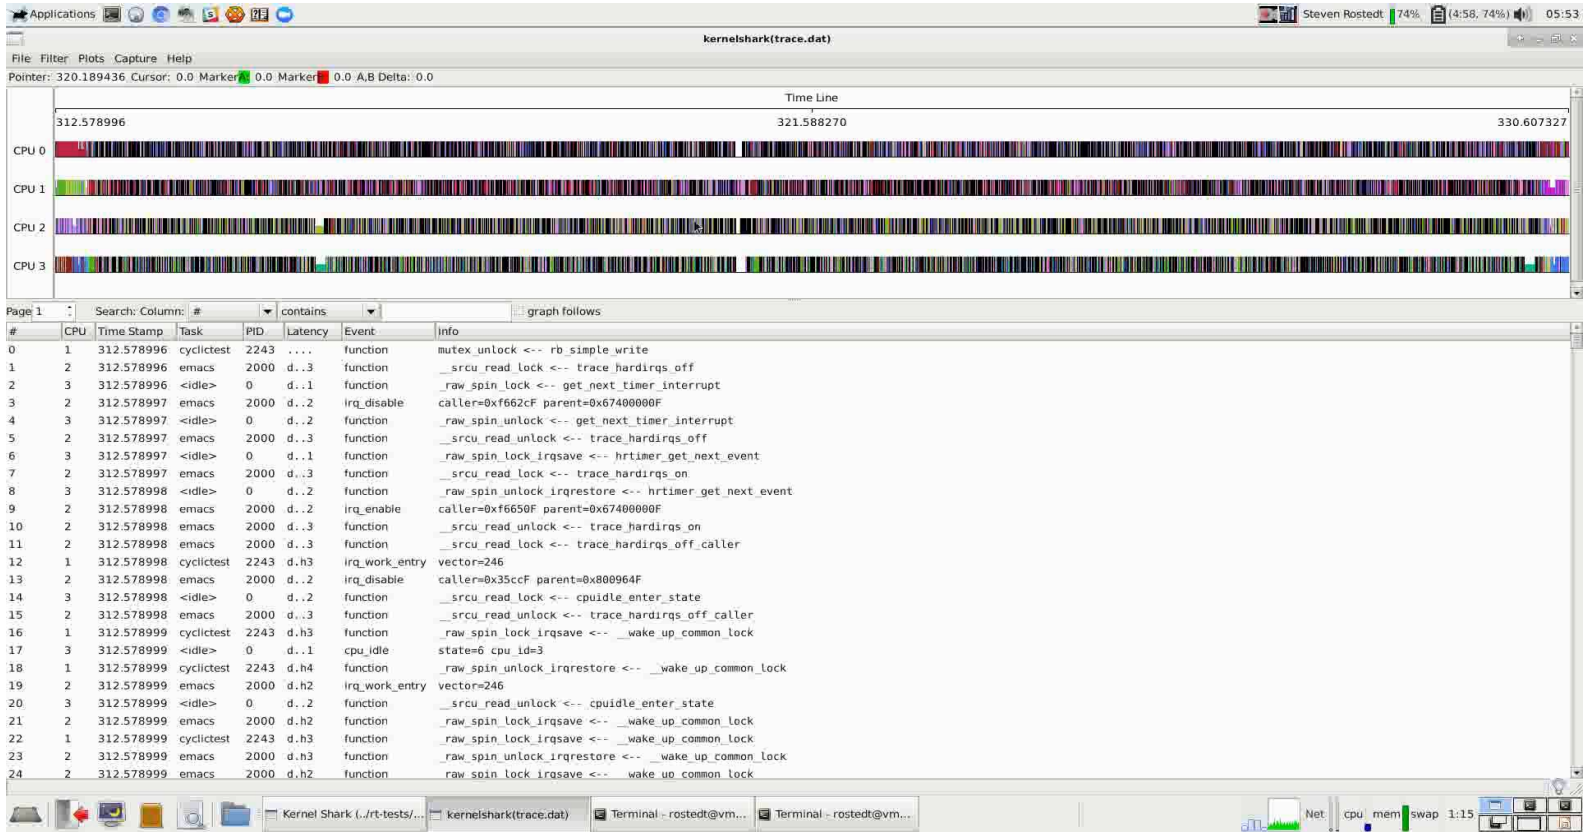 Applications Steven Rostedt 74% (4:58, 74%) 05:53
kernelshark(trace.dat)
File Filter Plots Capture Help
Pointer: 320.189436 Cursor: 0.0 Marker A: 0.0 Marker 0.0 A,B Delta: 0.0
Time Line
312.578996 321.588270 330.607327
CPU 0
CPU 1
CPU 2
CPU 3
Page 1 Search: Column: # contains graph follows
# CPU Time Stamp Task PID Latency Event Info
0 1 312.578996 cyclictest 2243 .... function mutex_unlock <-- rb_simple_write
1 2 312.578996 emacs 2000 d..3 function __srcu_read_lock <-- trace_hardirqs_off
2 3 312.578996 <idle> 0 d..1 function _raw_spin_lock <-- get_next_timer_interrupt
3 2 312.578997 emacs 2000 d..2 irq_disable caller=0xf662cF parent=0x67400000F
4 3 312.578997 <idle> 0 d..2 function _raw_spin_unlock <-- get_next_timer_interrupt
5 2 312.578997 emacs 2000 d..3 function __srcu_read_unlock <-- trace_hardirqs_off
6 3 312.578997 <idle> 0 d..1 function _raw_spin_lock_irqsave <-- hrtimer_get_next_event
7 2 312.578997 emacs 2000 d..3 function __srcu_read_lock <-- trace_hardirqs_on
8 3 312.578998 <idle> 0 d..2 function _raw_spin_unlock_irqrestore <-- hrtimer_get_next_event
9 2 312.578998 emacs 2000 d..2 irq_enable caller=0xf6650F parent=0x67400000F
10 2 312.578998 emacs 2000 d..3 function __srcu_read_unlock <-- trace_hardirqs_on
11 2 312.578998 emacs 2000 d..3 function __srcu_read_lock <-- trace_hardirqs_off_caller
12 1 312.578998 cyclictest 2243 d.h3 irq_work_entry vector=246
13 2 312.578998 emacs 2000 d..2 irq_disable caller=0x35ccF parent=0x800964F
14 3 312.578998 <idle> 0 d..2 function __srcu_read_lock <-- cpuidle_enter_state
15 2 312.578998 emacs 2000 d..3 function __srcu_read_unlock <-- trace_hardirqs_off_caller
16 1 312.578999 cyclictest 2243 d.h3 function _raw_spin_lock_irqsave <-- __wake_up_common_lock
17 3 312.578999 <idle> 0 d..1 cpu_idle state=6 cpu_id=3
18 1 312.578999 cyclictest 2243 d.h4 function _raw_spin_unlock_irqrestore <-- __wake_up_common_lock
19 2 312.578999 emacs 2000 d.h2 irq_work_entry vector=246
20 3 312.578999 <idle> 0 d..2 function __srcu_read_unlock <-- cpuidle_enter_state
21 2 312.578999 emacs 2000 d.h2 function _raw_spin_lock_irqsave <-- __wake_up_common_lock
22 1 312.578999 cyclictest 2243 d.h3 function _raw_spin_lock_irqsave <-- __wake_up_common_lock
23 2 312.578999 emacs 2000 d.h3 function _raw_spin_unlock_irqrestore <-- __wake_up_common_lock
24 2 312.578999 emacs 2000 d.h2 function _raw_spin_lock_irqsave <-- __wake_up_common_lock
Kernel Shark (../rt-tests/... kernelshark(trace.dat) Terminal - rostedt@vm... Terminal - rostedt@vm... Net cpu mem swap 1:15